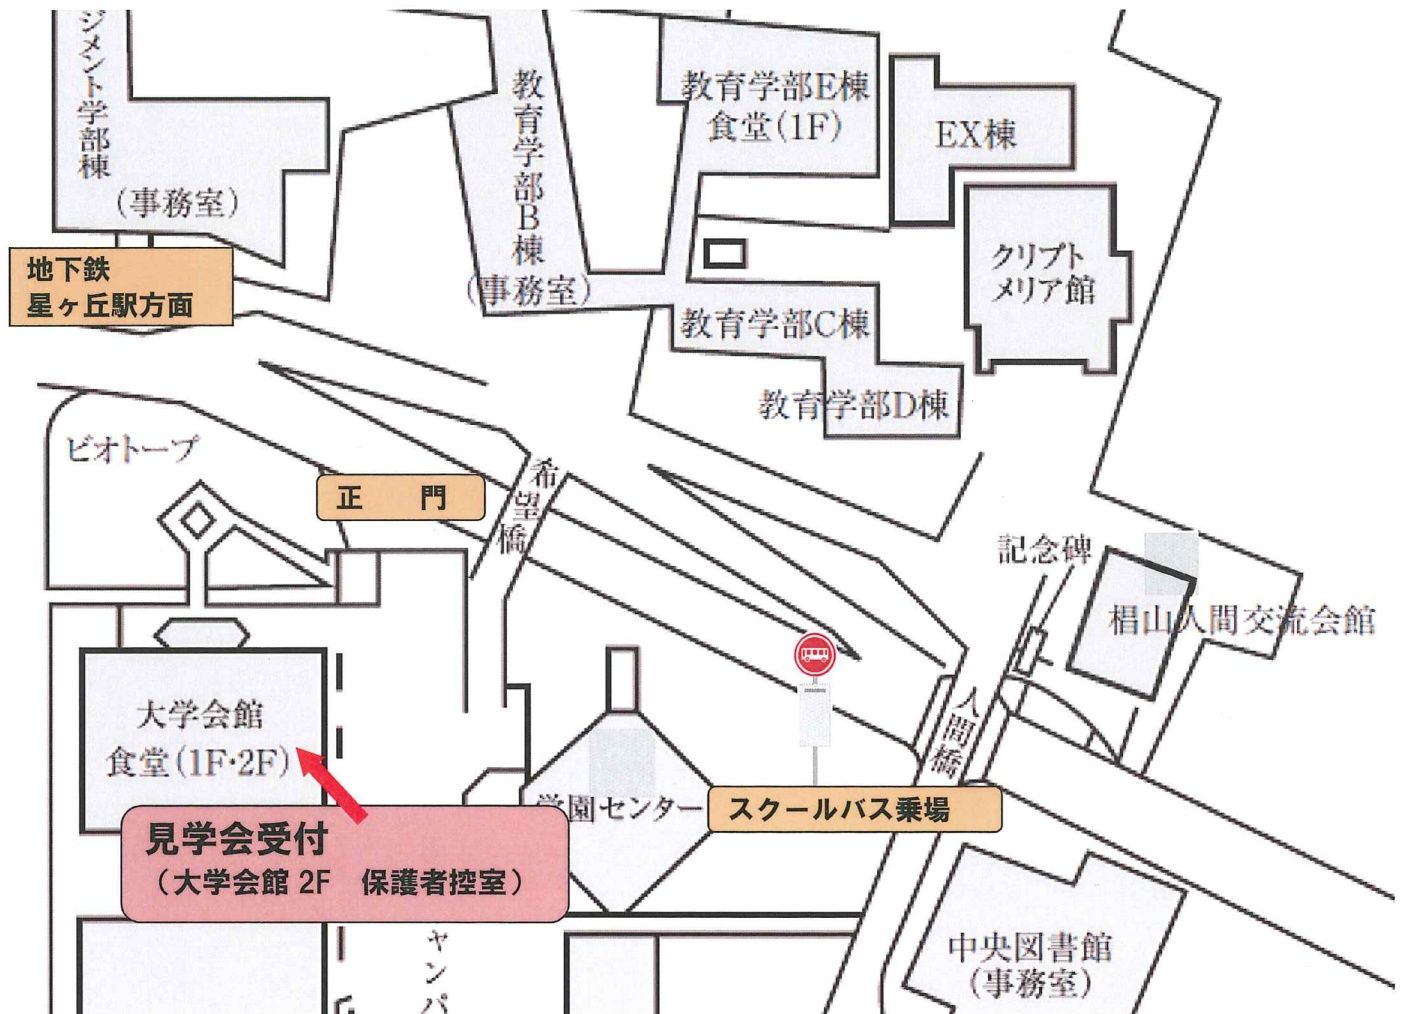 ジメント学部棟
(事務室)
教育学部B棟
(事務室)
教育学部E棟
食堂(1F)
EX棟
クリプト
メリア館
地下鉄
星ヶ丘駅方面
教育学部C棟
教育学部D棟
ビオトープ
正　門
希望橋
記念碑
椙山人間交流会館
大学会館
食堂(1F・2F)
人間橋
学園センター
スクールバス乗場
見学会受付
（大学会館 2F　保護者控室）
ャンパ
中央図書館
(事務室)